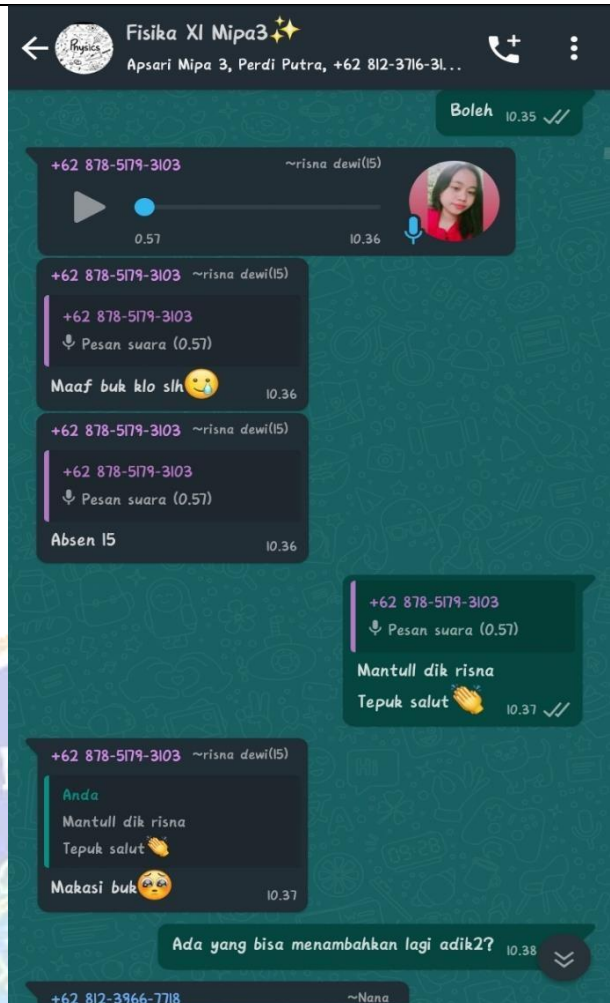 Physics
Fisika XI Mipa3✨
Apsari Mipa 3, Perdi Putra, +62 812-3716-31...
Boleh 10.35
+62 878-5179-3103 ~risna dewi(15)
0.57 10.36
+62 878-5179-3103 ~risna dewi(15)
+62 878-5179-3103
Pesan suara (0.57)
Maaf buk klo slh🥲 10.36
+62 878-5179-3103 ~risna dewi(15)
+62 878-5179-3103
Pesan suara (0.57)
Absen 15 10.36
+62 878-5179-3103
Pesan suara (0.57)
Mantull dik risna
Tepuk salut👏 10.37
+62 878-5179-3103 ~risna dewi(15)
Anda
Mantull dik risna
Tepuk salut👏
Makasi buk🥺 10.37
Ada yang bisa menambahkan lagi adik2? 10.38
+62 812-3966-7718 ~Nana